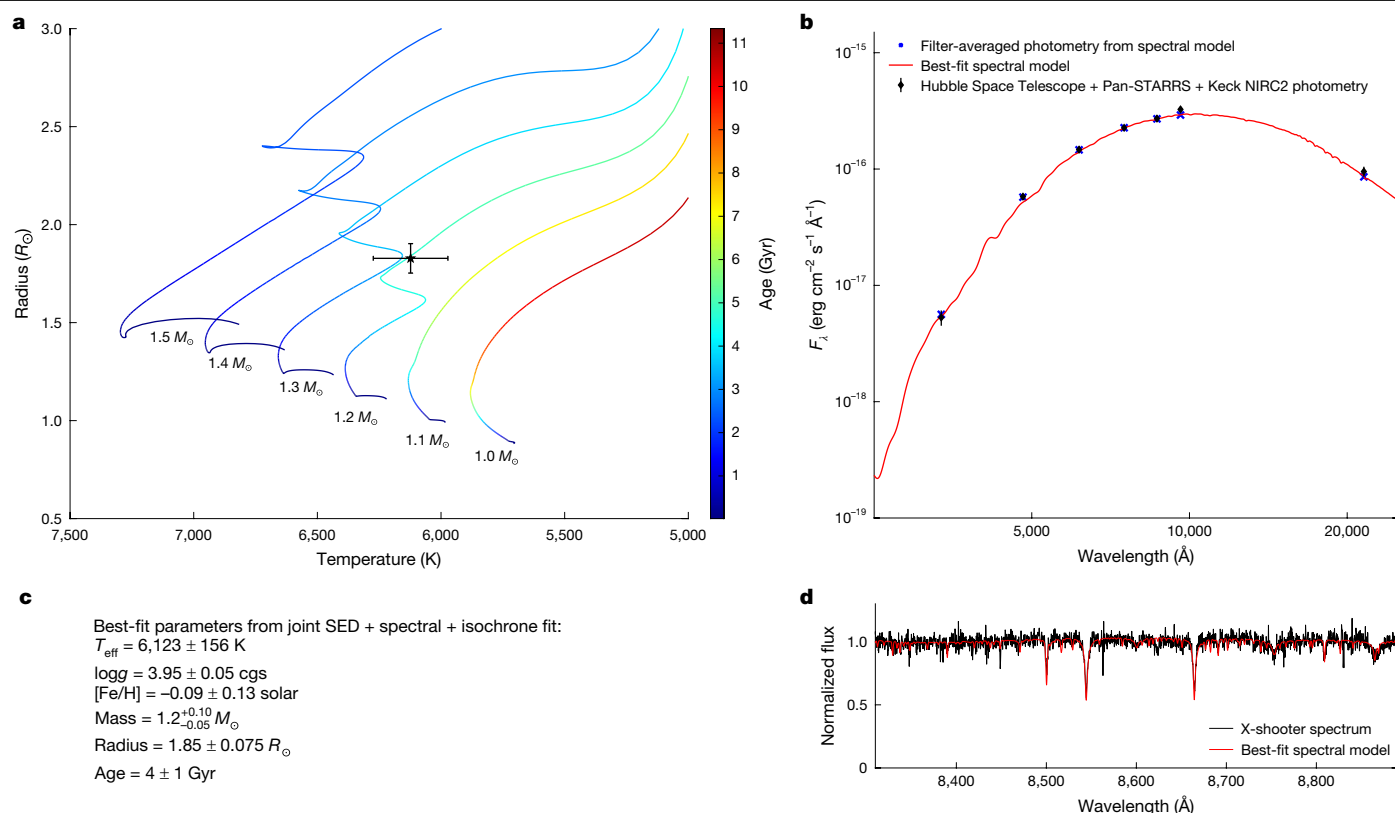 a
3.0
2.5
2.0
1.5
1.0
0.5
Radius (R⊙)
1.5 M⊙
1.4 M⊙
1.3 M⊙
1.2 M⊙
1.1 M⊙
1.0 M⊙
7,500
7,000
6,500
6,000
5,500
5,000
Temperature (K)
11
10
9
8
7
6
5
4
3
2
1
Age (Gyr)
b
Filter-averaged photometry from spectral model
Best-fit spectral model
Hubble Space Telescope + Pan-STARRS + Keck NIRC2 photometry
10⁻¹⁵
10⁻¹⁶
10⁻¹⁷
10⁻¹⁸
10⁻¹⁹
Fλ (erg cm⁻² s⁻¹ Å⁻¹)
5,000
10,000
20,000
Wavelength (Å)
c
Best-fit parameters from joint SED + spectral + isochrone fit:
Teff = 6,123 ± 156 K
logg = 3.95 ± 0.05 cgs
[Fe/H] = −0.09 ± 0.13 solar
Mass = 1.2 +0.10 −0.05 M⊙
Radius = 1.85 ± 0.075 R⊙
Age = 4 ± 1 Gyr
d
1.0
0.5
0
Normalized flux
X-shooter spectrum
Best-fit spectral model
8,400
8,500
8,600
8,700
8,800
Wavelength (Å)